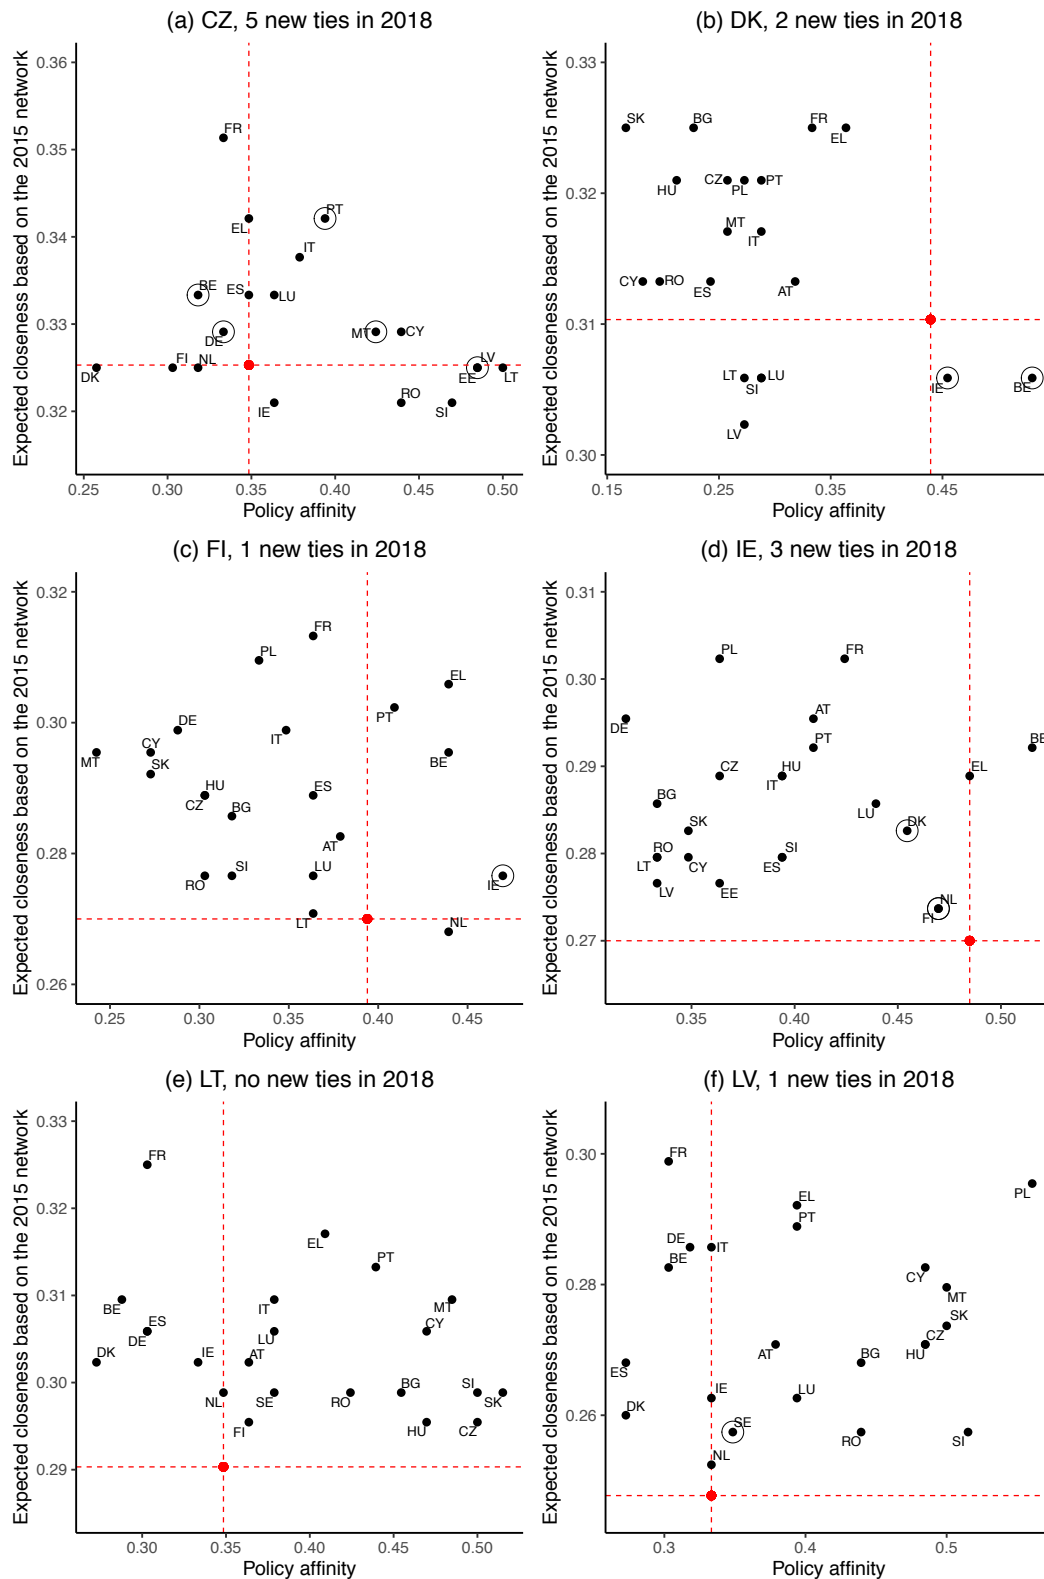 (a) CZ, 5 new ties in 2018
Expected closeness based on the 2015 network
0.36
0.35
0.34
0.33
0.32
FR
PT
EL
IT
BE
ES
LU
DE
MT
CY
FI
NL
LV
DK
EE
LT
RO
IE
SI
0.25
0.30
0.35
0.40
0.45
0.50
Policy affinity
(b) DK, 2 new ties in 2018
Expected closeness based on the 2015 network
0.33
0.32
0.31
0.30
SK
BG
FR
EL
HU
CZ
PL
PT
MT
IT
CY
RO
ES
AT
LT
LU
SI
IE
BE
LV
0.15
0.25
0.35
0.45
Policy affinity
(c) FI, 1 new ties in 2018
Expected closeness based on the 2015 network
0.32
0.30
0.28
0.26
FR
PL
EL
PT
DE
IT
CY
MT
SK
BE
HU
CZ
ES
BG
AT
SI
LU
RO
IE
LT
NL
0.25
0.30
0.35
0.40
0.45
Policy affinity
(d) IE, 3 new ties in 2018
Expected closeness based on the 2015 network
0.31
0.30
0.29
0.28
0.27
PL
FR
DE
AT
PT
BE
CZ
HU
IT
EL
BG
LU
SK
DK
RO
SI
LT
CY
ES
LV
EE
NL
FI
0.35
0.40
0.45
0.50
Policy affinity
(e) LT, no new ties in 2018
Expected closeness based on the 2015 network
0.33
0.32
0.31
0.30
0.29
FR
EL
PT
BE
IT
MT
ES
DE
LU
CY
DK
IE
AT
NL
SE
RO
BG
SI
SK
FI
HU
CZ
0.30
0.35
0.40
0.45
0.50
Policy affinity
(f) LV, 1 new ties in 2018
Expected closeness based on the 2015 network
0.30
0.28
0.26
FR
PL
EL
PT
DE
IT
BE
CY
MT
SK
CZ
AT
HU
ES
BG
IE
LU
DK
SE
RO
SI
NL
0.3
0.4
0.5
Policy affinity